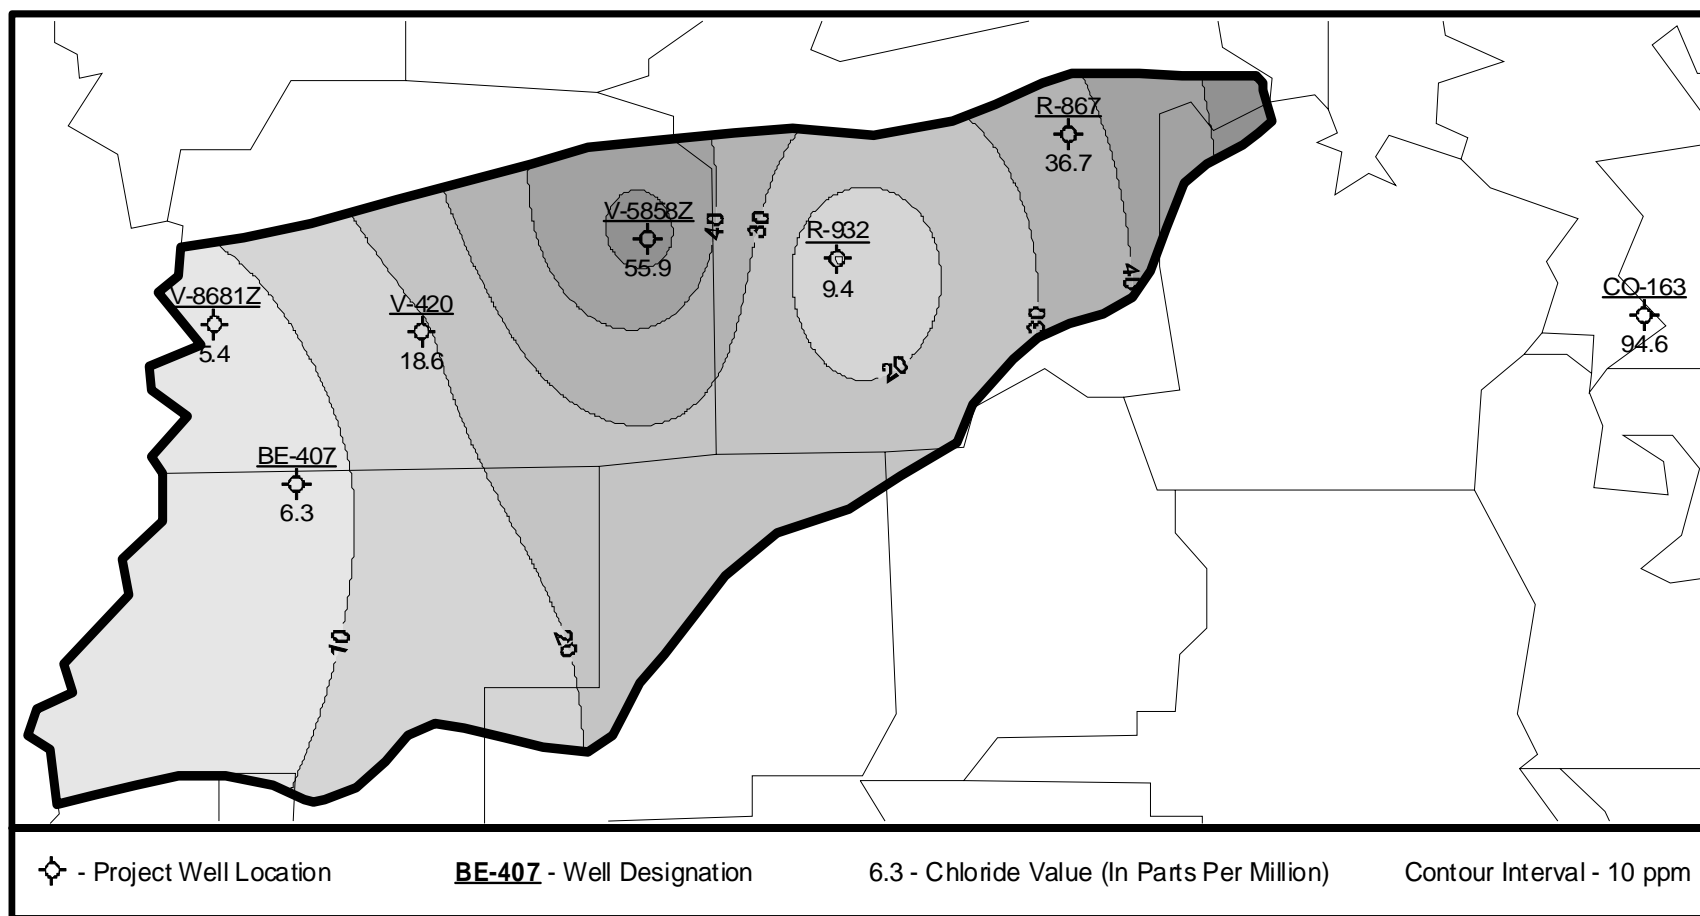 R-867
36.7
V-5858Z
55.9
40
30
R-932
9.4
40
V-8681Z
5.4
V-420
18.6
CO-163
94.6
30
20
BE-407
6.3
10
20
- Project Well Location
BE-407 - Well Designation
6.3 - Chloride Value (In Parts Per Million)
Contour Interval - 10 ppm